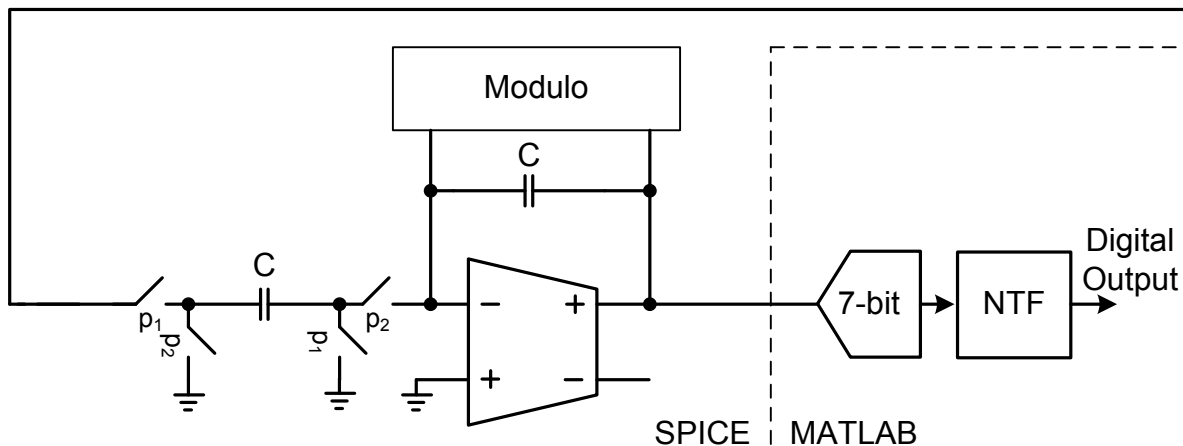 Modulo
C
C
p1
p2
p1
p2
−
+
+
−
7-bit
NTF
Digital
Output
SPICE
MATLAB